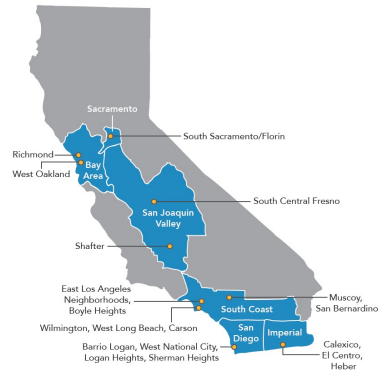 Sacramento
South Sacramento/Florin
Richmond
West Oakland
Bay
Area
South Central Fresno
San Joaquin
Valley
Shafter
East Los Angeles
Neighborhoods,
Boyle Heights
South Coast
Muscoy,
San Bernardino
Wilmington, West Long Beach, Carson
San
Diego
Imperial
Barrio Logan, West National City,
Logan Heights, Sherman Heights
Calexico,
El Centro,
Heber